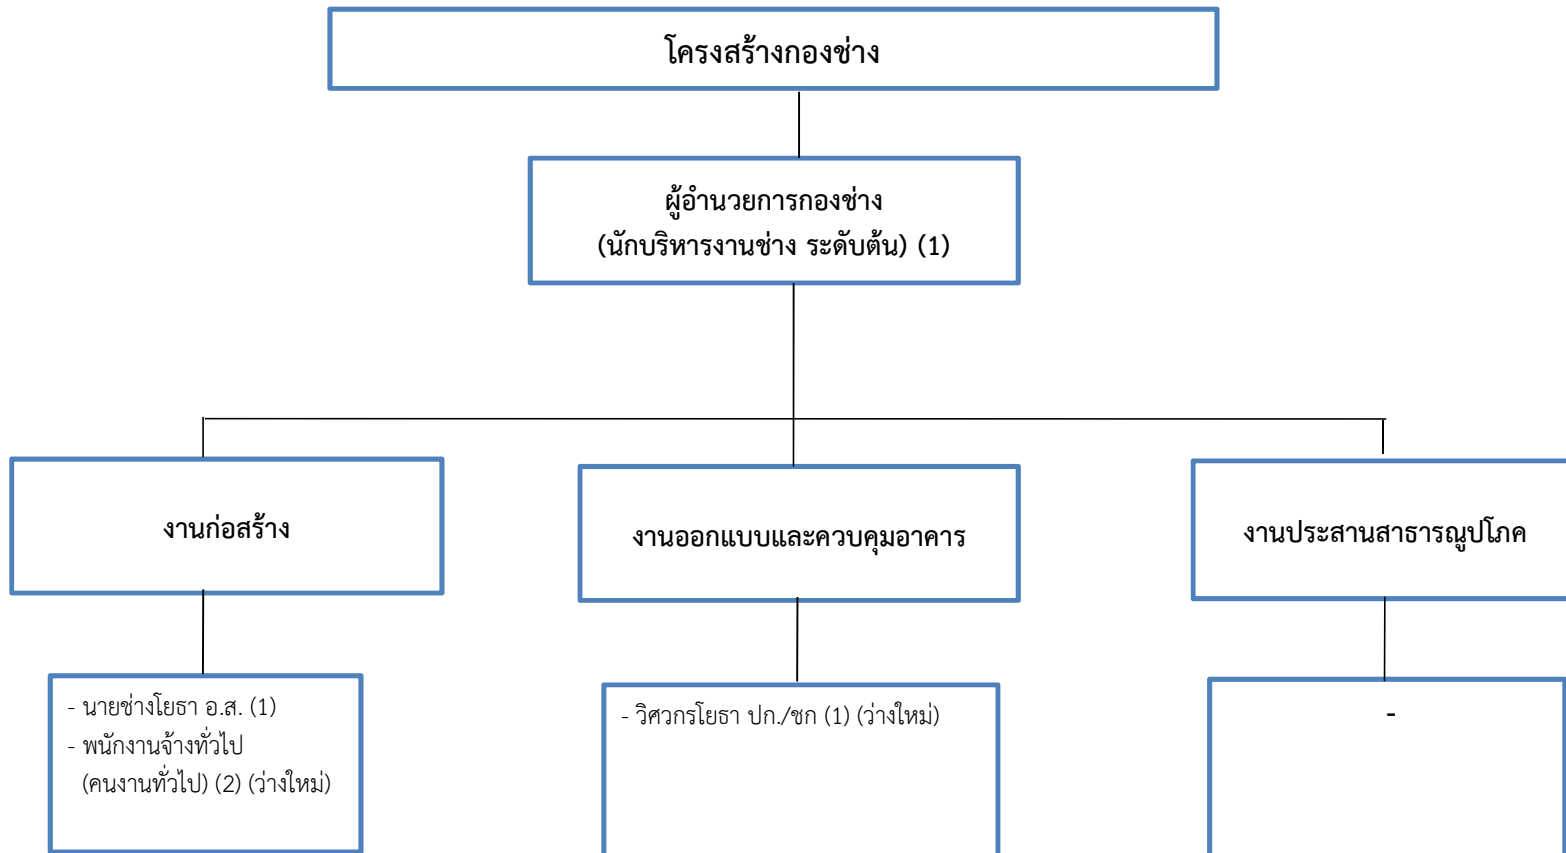 โครงสร้างกองช่าง
ผู้อำนวยการกองช่าง
(นักบริหารงานช่าง ระดับต้น) (1)
งานก่อสร้าง
งานออกแบบและควบคุมอาคาร
งานประสานสาธารณูปโภค
- นายช่างโยธา อ.ส. (1)
- พนักงานจ้างทั่วไป
(คนงานทั่วไป) (2) (ว่างใหม่)
- วิศวกรโยธา ปก./ชก (1) (ว่างใหม่)
-